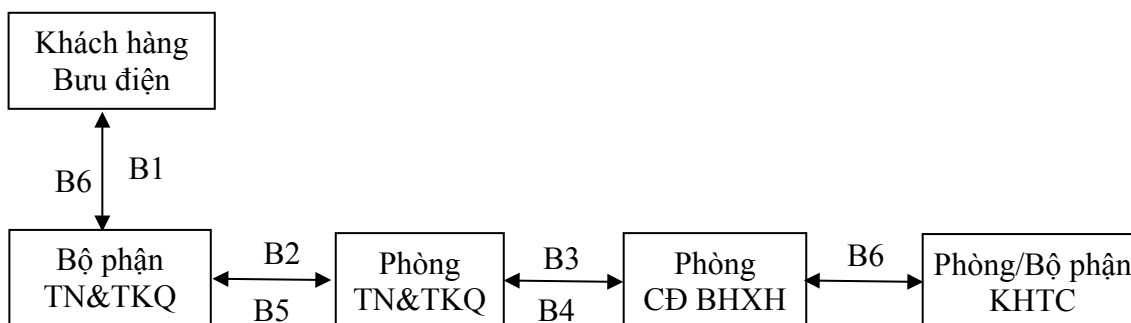 Khách hàng
Bưu điện
B6
B1
Bộ phận
TN&TKQ
B2
B5
Phòng
TN&TKQ
B3
B4
Phòng
CĐ BHXH
B6
Phòng/Bộ phận
KHTC